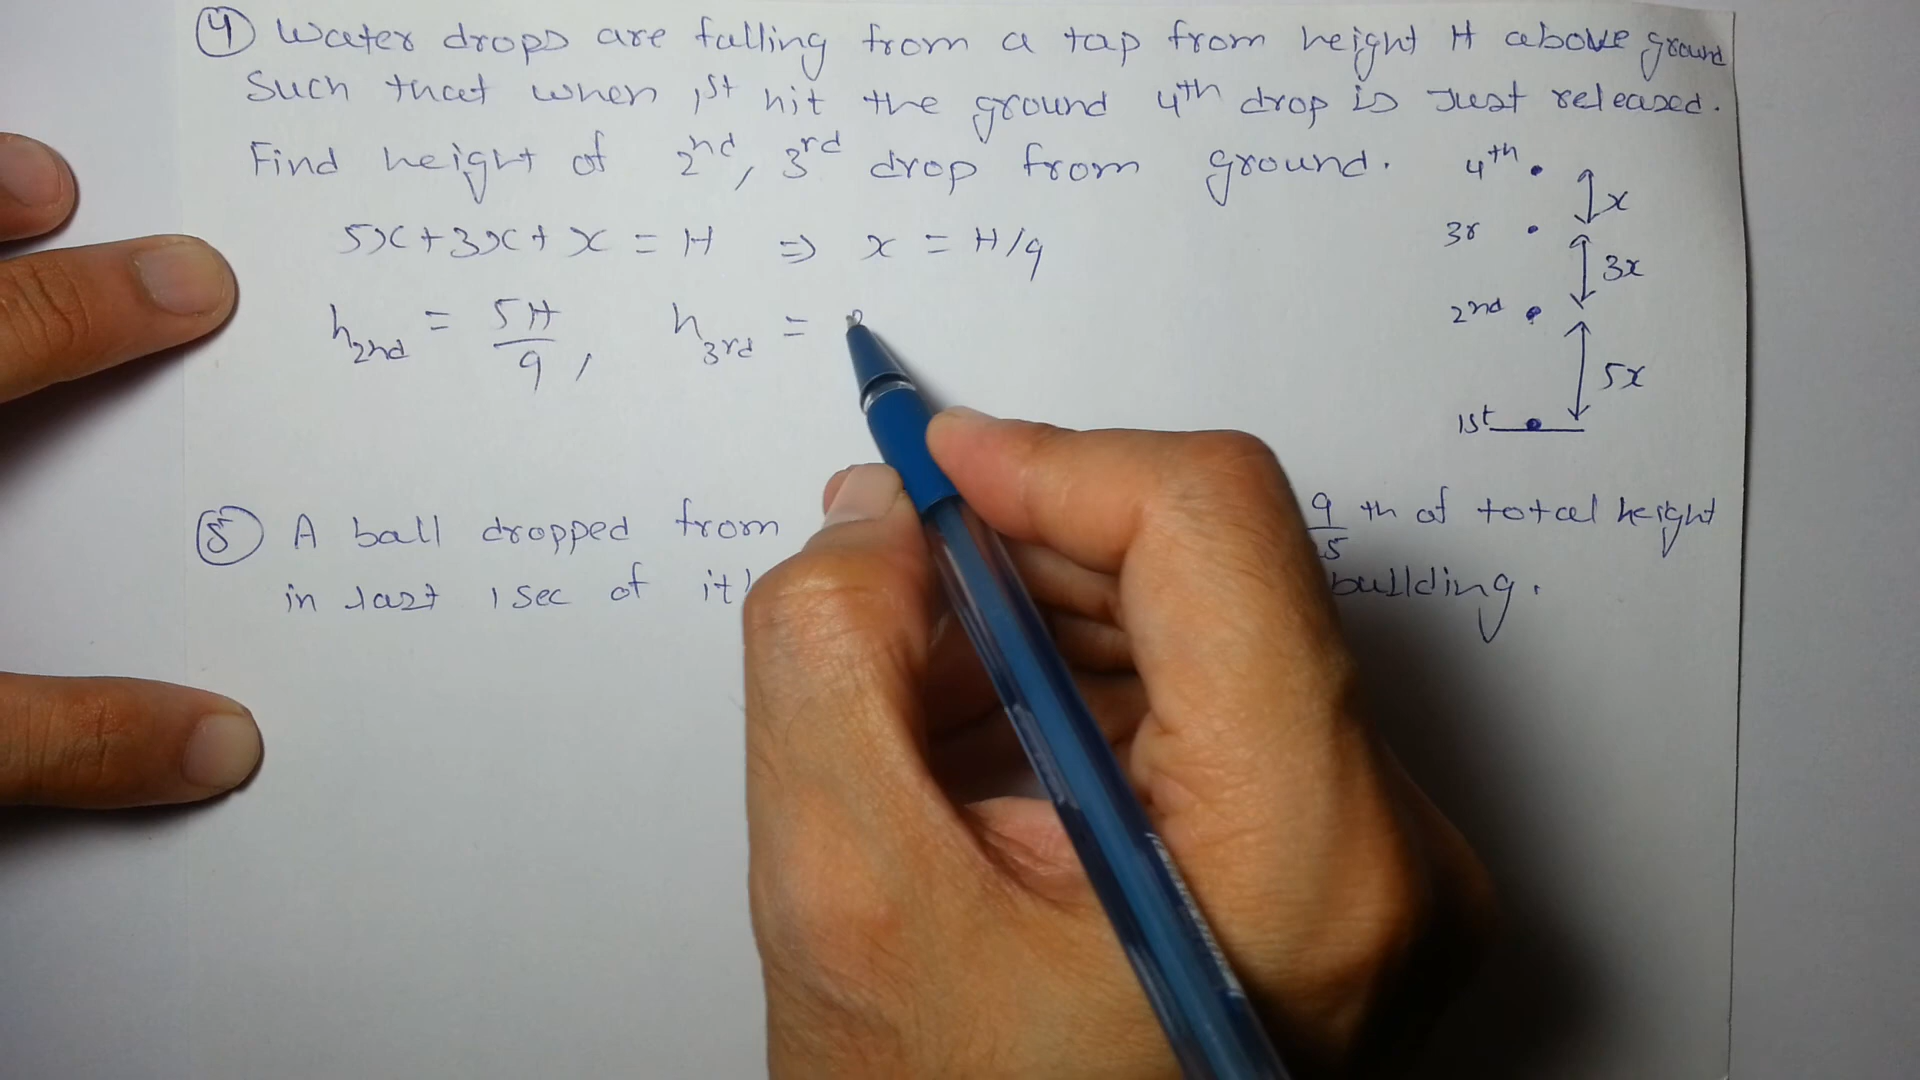 4 Water drops are falling from a tap from height H above ground
Such that when 1st hit the ground 4th drop is Just released.
Find height of 2nd, 3rd drop from ground.
5x+3x+x = H ⇒ x = H/9
h2nd = 5H/9, h3rd =
4th
x
3r
3x
2nd
5x
1st
5 A ball dropped from 9/5 th of total height
in last 1 sec of it building.